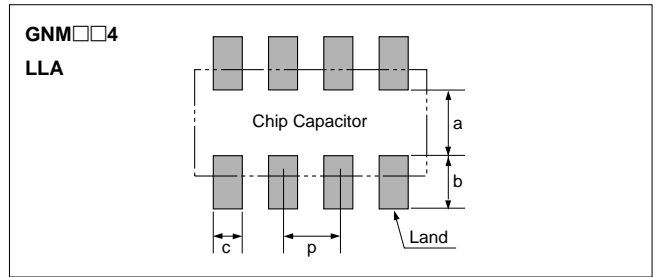 GNM□□4
LLA
Chip Capacitor
a
b
c
p
Land